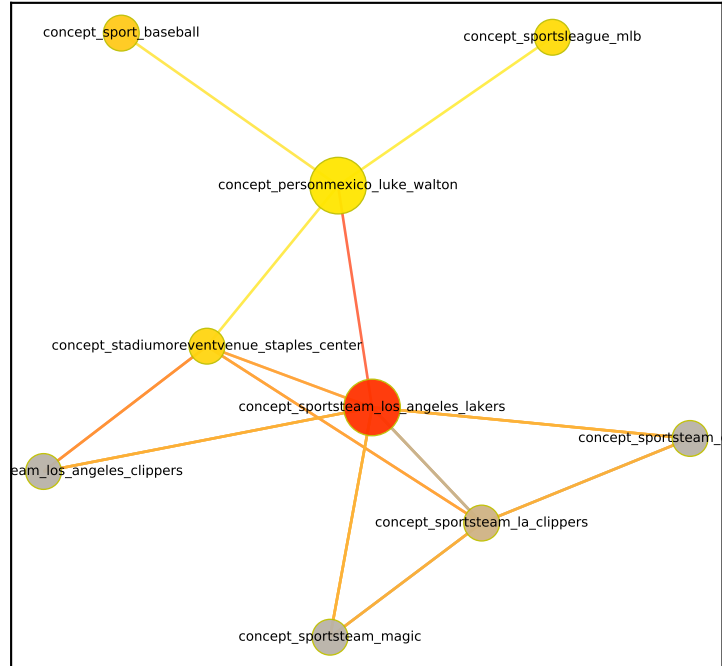 concept_sport_baseball
concept_sportsleague_mlb
concept_personmexico_luke_walton
concept_stadiumoreventvenue_staples_center
concept_sportsteam_los_angeles_lakers
concept_sportsteam_
eam_los_angeles_clippers
concept_sportsteam_la_clippers
concept_sportsteam_magic